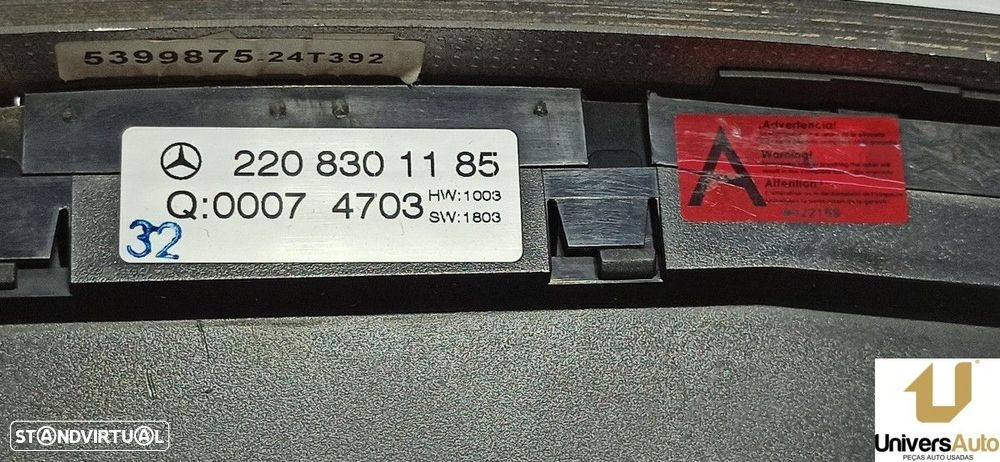 5399875-24T392
220 830 11 85
Q:0007 4703
HW:1003
SW:1803
32
A
¡Advertencia!
Warning!
Attention!
STANDVIRTUAL
UniversAuto
PEÇAS AUTO USADAS